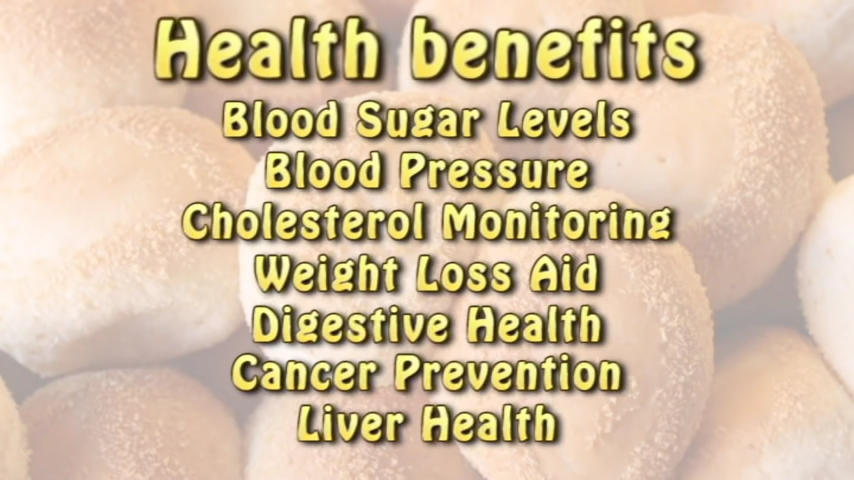 Health benefits
Blood Sugar Levels
Blood Pressure
Cholesterol Monitoring
Weight Loss Aid
Digestive Health
Cancer Prevention
Liver Health